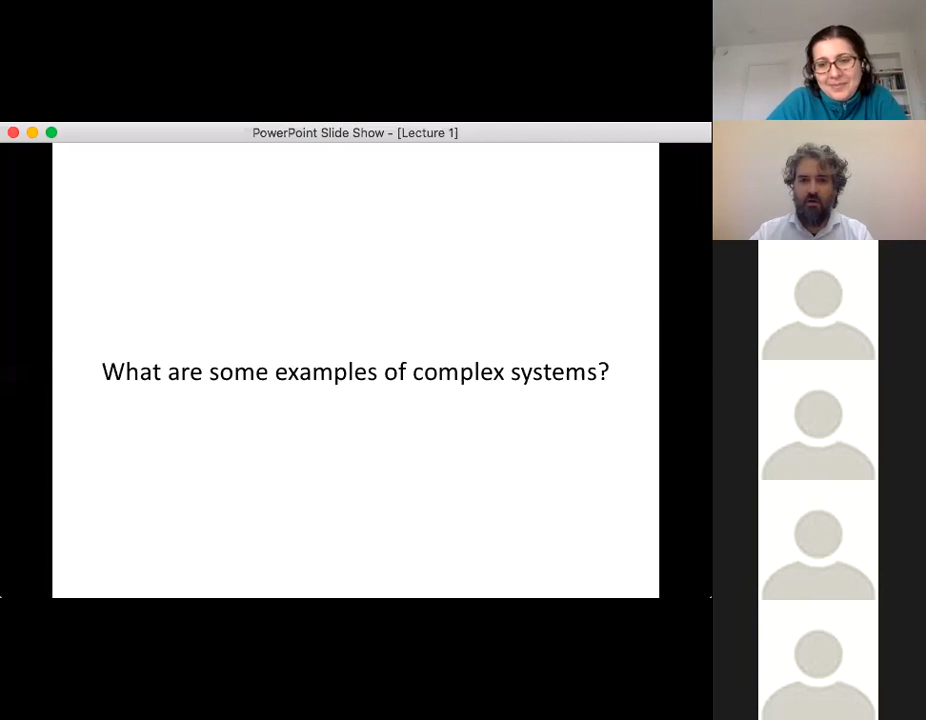 PowerPoint Slide Show - [Lecture 1]
What are some examples of complex systems?